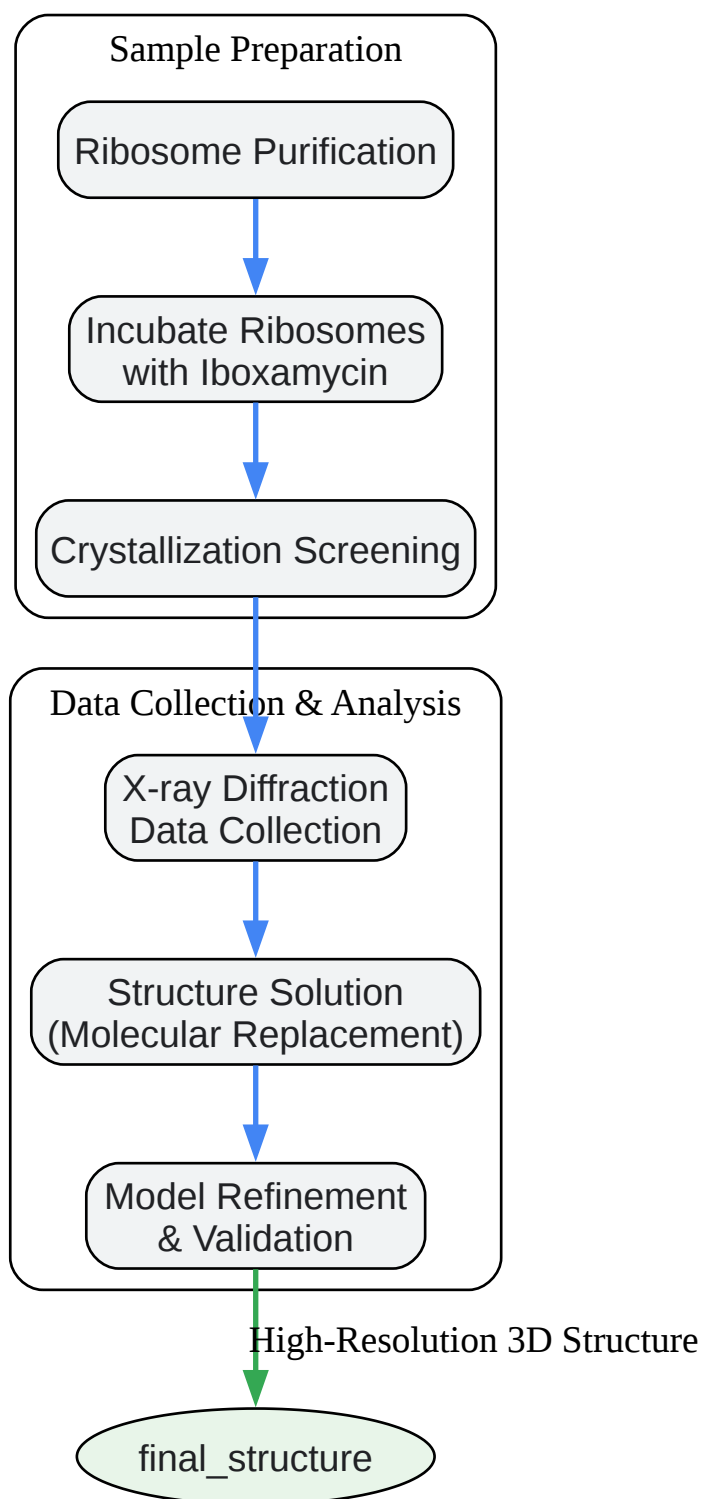 Sample Preparation
Ribosome Purification
Incubate Ribosomes
with Iboxamycin
Crystallization Screening
Data Collection & Analysis
X-ray Diffraction
Data Collection
Structure Solution
(Molecular Replacement)
Model Refinement
& Validation
High-Resolution 3D Structure
final_structure